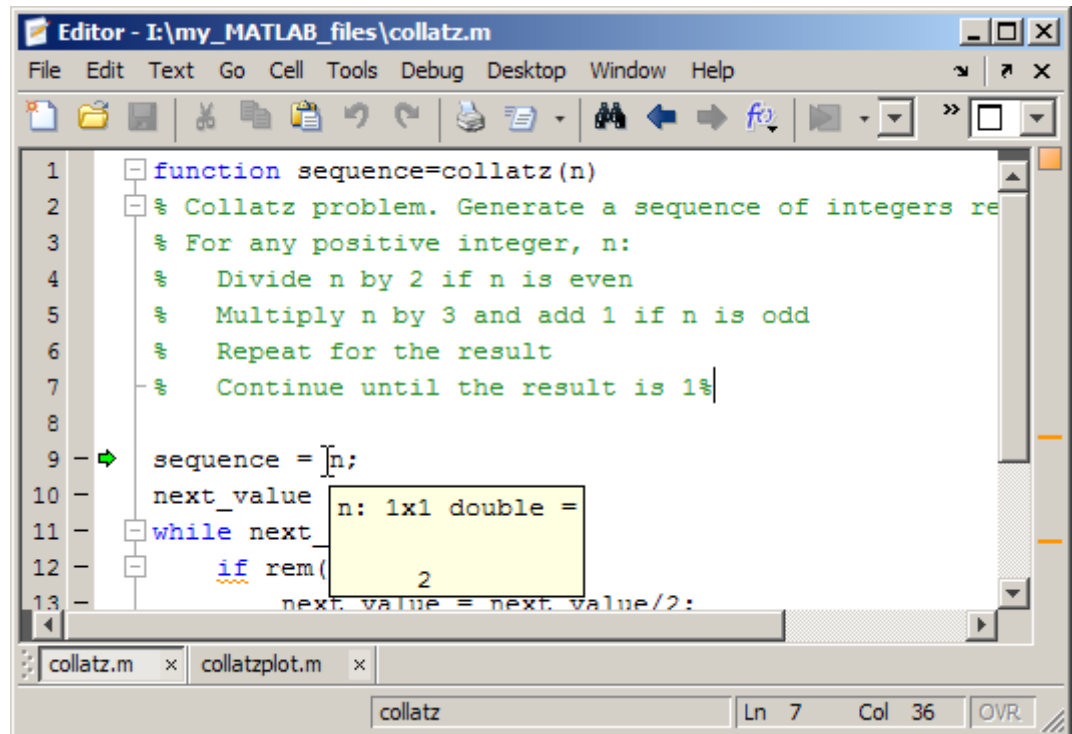 Editor - I:\my_MATLAB_files\collatz.m
File Edit Text Go Cell Tools Debug Desktop Window Help
1 function sequence=collatz(n)
2 % Collatz problem. Generate a sequence of integers re
3 % For any positive integer, n:
4 %   Divide n by 2 if n is even
5 %   Multiply n by 3 and add 1 if n is odd
6 %   Repeat for the result
7 %   Continue until the result is 1%
8
9 sequence = n;
10 next_value
n: 1x1 double =
11 while next_
12 if rem(
2
13 next_value = next_value/2;
collatz.m × collatzplot.m ×
collatz Ln 7 Col 36 OVR